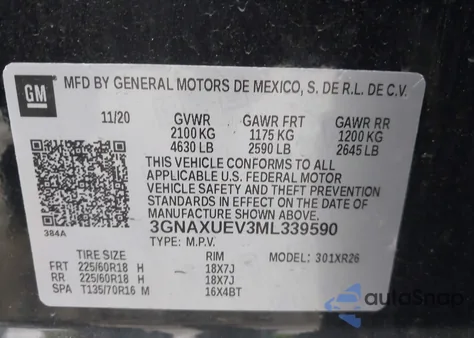 GM
MFD BY GENERAL MOTORS DE MEXICO, S. DE R.L. DE C.V.
11/20 GVWR GAWR FRT GAWR RR
2100 KG 1175 KG 1200 KG
4630 LB 2590 LB 2645 LB
THIS VEHICLE CONFORMS TO ALL
APPLICABLE U.S. FEDERAL MOTOR
VEHICLE SAFETY AND THEFT PREVENTION
STANDARDS IN EFFECT ON THE DATE OF
MANUFACTURE SHOWN ABOVE.
384A 3GNAXUEV3ML339590
TYPE: M.P.V.
TIRE SIZE RIM MODEL: 301XR26
FRT 225/60R18 H 18X7J
RR 225/60R18 H 18X7J
SPA T135/70R16 M 16X4BT
autoSnap